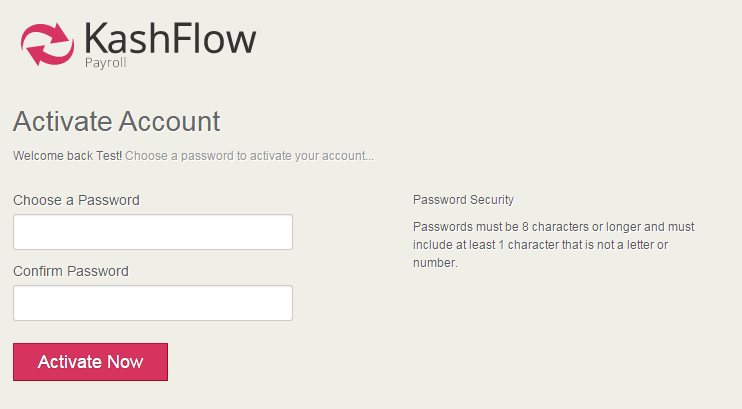 KashFlow
Payroll
Activate Account
Welcome back Test! Choose a password to activate your account...
Choose a Password
Confirm Password
Activate Now
Password Security
Passwords must be 8 characters or longer and must
include at least 1 character that is not a letter or
number.